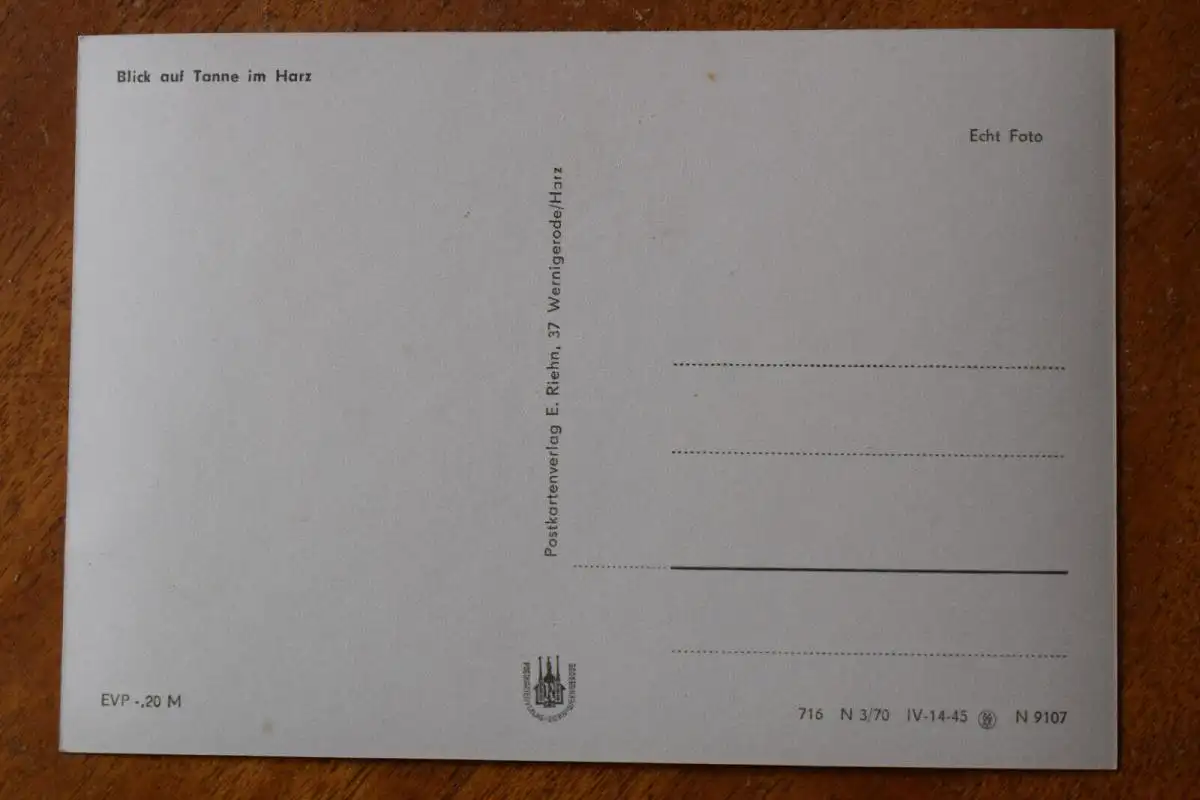 Blick auf Tanne im Harz
Echt Foto
Postkartenverlag E. Riehn, 37 Wernigerode/Harz
EVP -,20 M
716 N 3/70 IV-14-45 N 9107